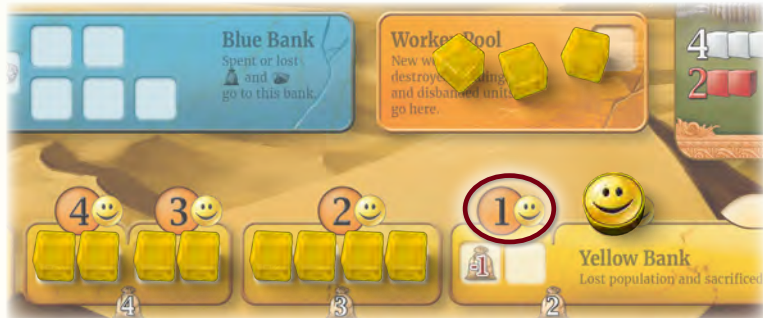 Blue Bank
Spent or lost
and
go to this bank.
Worker Pool
New
destroyed
and disbanded units
go here.
4
2
4
3
2
1
-1
Yellow Bank
Lost population and sacrificed
4
3
2